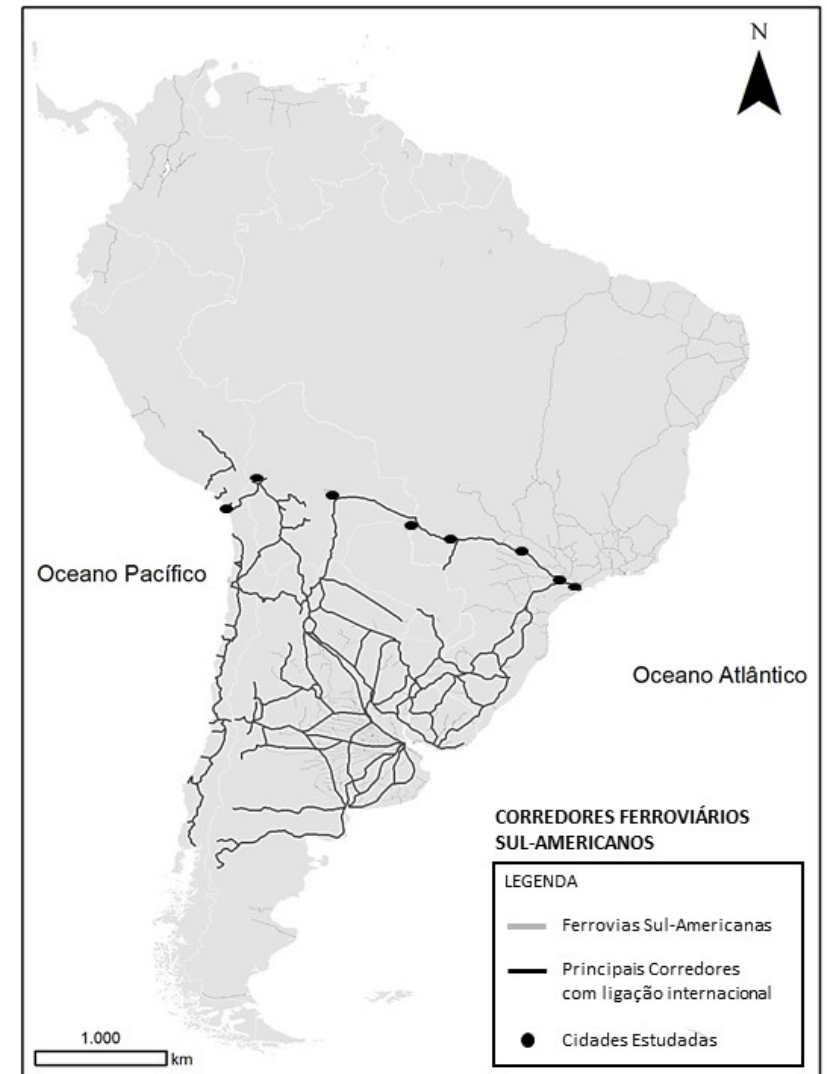 N
Oceano Pacífico
Oceano Atlântico
CORREDORES FERROVIÁRIOS
SUL-AMERICANOS
LEGENDA
Ferrovias Sul-Americanas
Principais Corredores
com ligação internacional
Cidades Estudadas
1.000
km